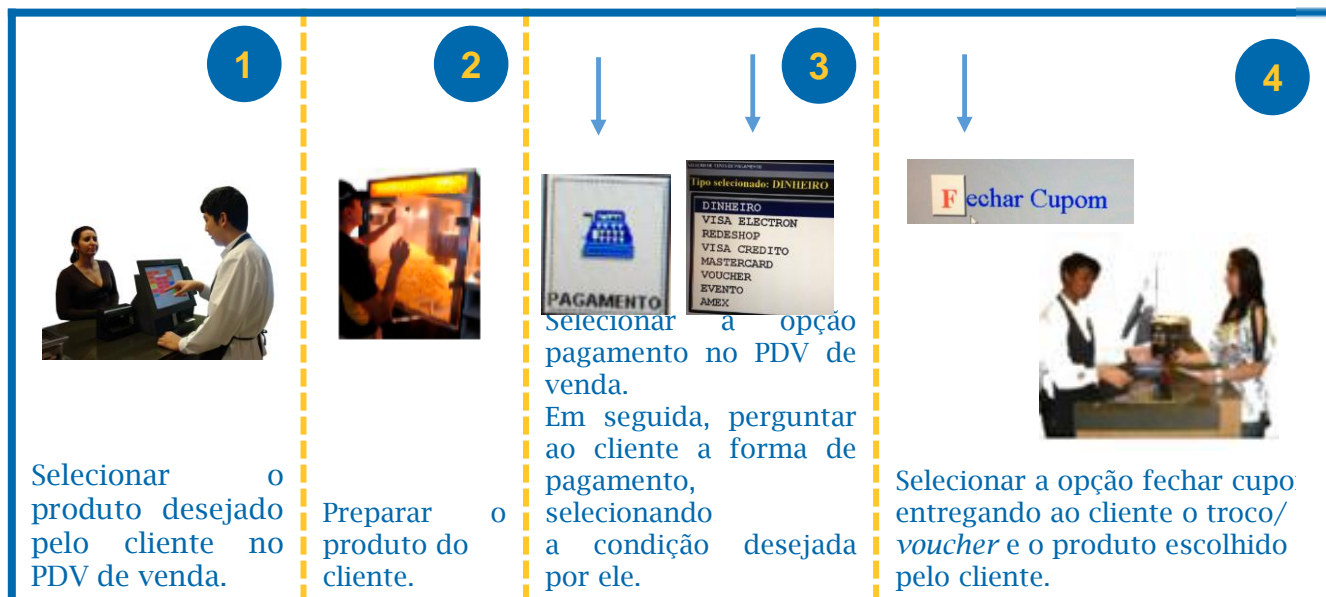 1
Selecionar o
produto desejado
pelo cliente no
PDV de venda.
2
Preparar o
produto do
cliente.
3
PAGAMENTO
Tipo selecionado: DINHEIRO
DINHEIRO
VISA ELECTRON
REDESHOP
VISA CREDITO
MASTERCARD
VOUCHER
EVENTO
AMEX
Selecionar a opção
pagamento no PDV de
venda.
Em seguida, perguntar
ao cliente a forma de
pagamento,
selecionando
a condição desejada
por ele.
4
Fechar Cupom
Selecionar a opção fechar
entregando ao cliente o troco/
voucher e o produto escolhido
pelo cliente.